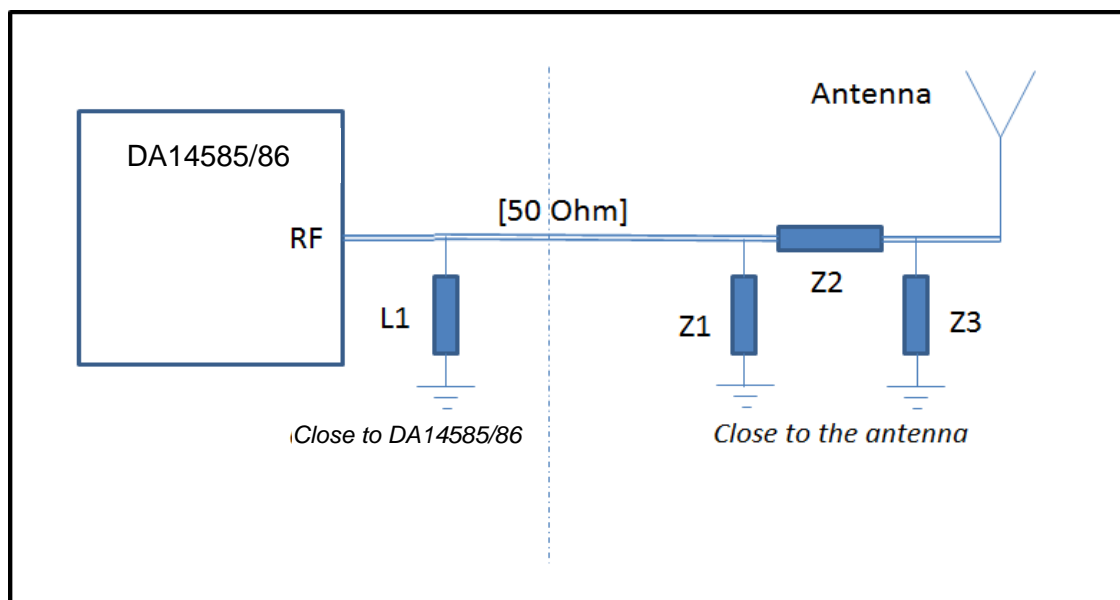 Antenna
DA14585/86
[50 Ohm]
RF
Z2
L1
Z1
Z3
(Close to DA14585/86
Close to the antenna